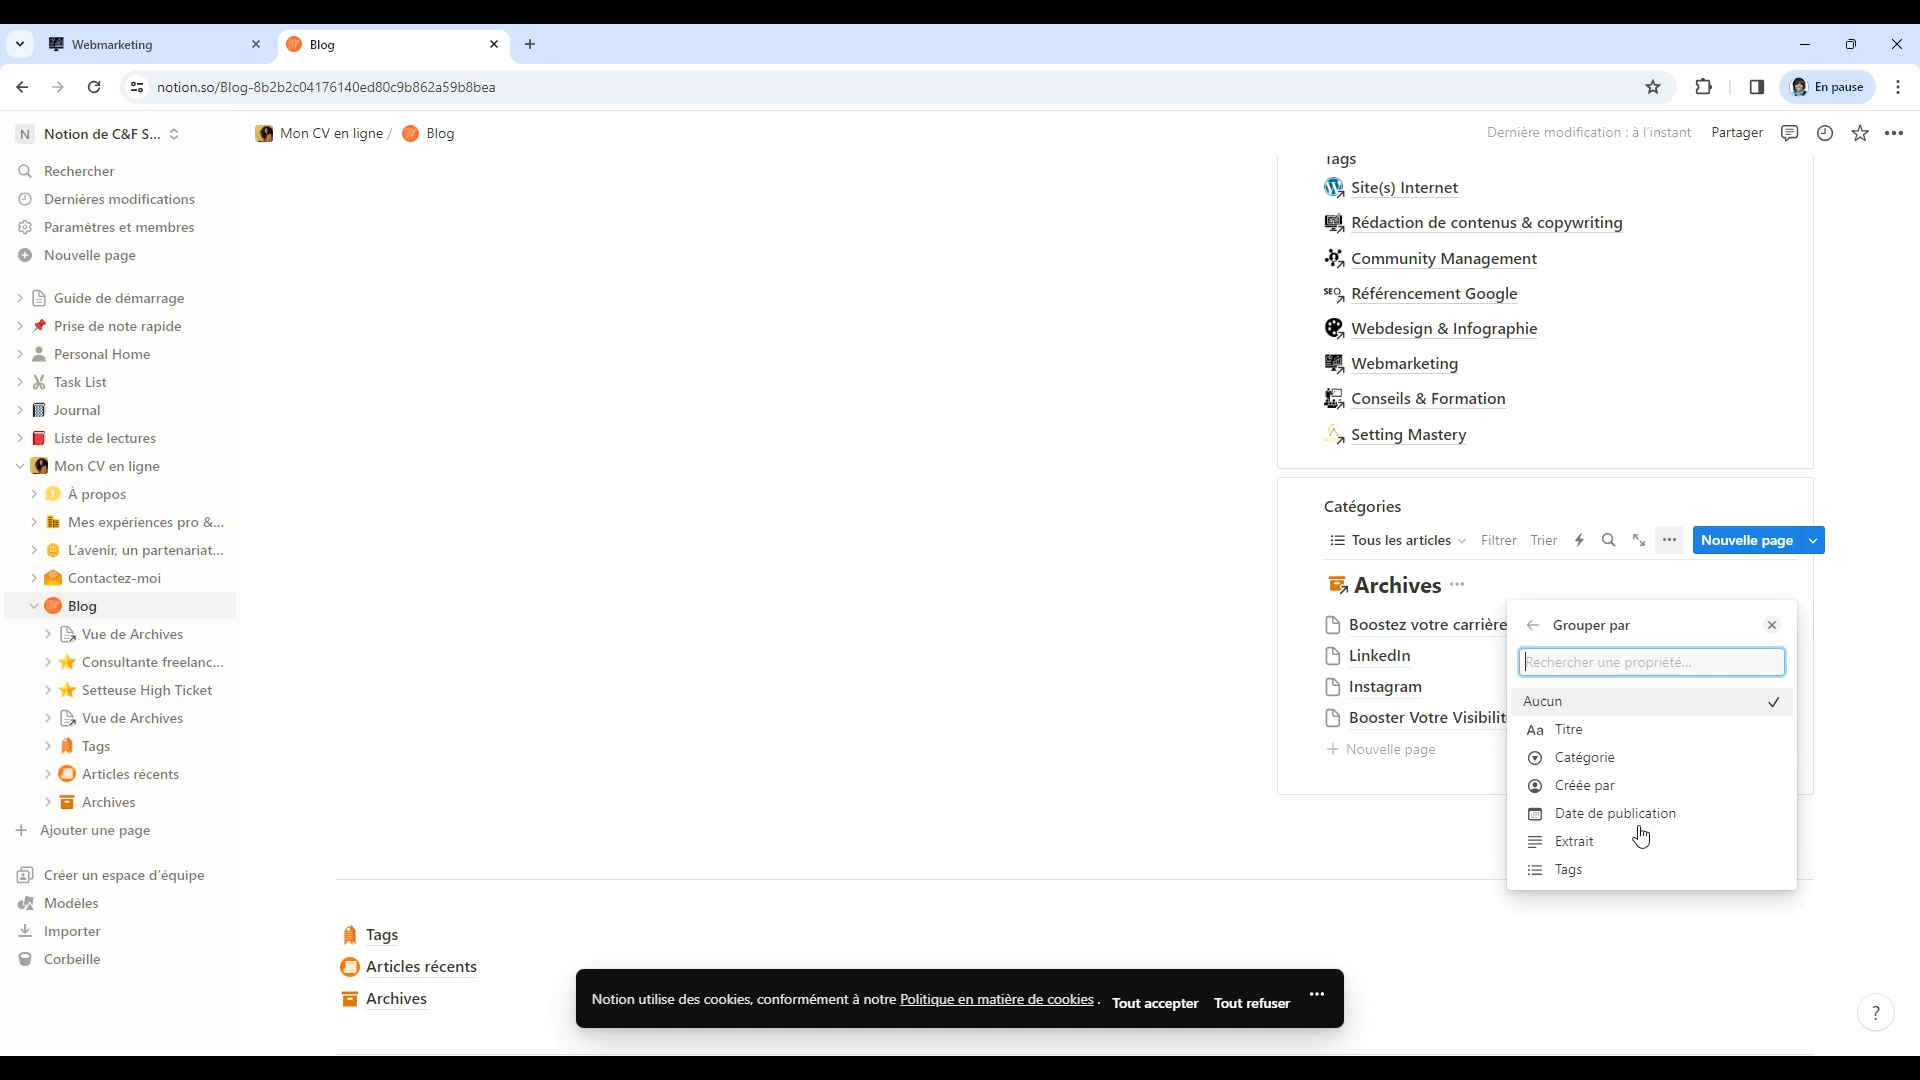 Webmarketing
Blog
notion.so/Blog-8b2b2c04176140ed80c9b862a59b8bea
En pause
N Notion de C&F S...
Mon CV en ligne / Blog
Dernière modification : à l'instant
Partager
Rechercher
Dernières modifications
Paramètres et membres
Nouvelle page
Guide de démarrage
Prise de note rapide
Personal Home
Task List
Journal
Liste de lectures
Mon CV en ligne
À propos
Mes expériences pro &...
L'avenir, un partenariat...
Contactez-moi
Blog
Vue de Archives
Consultante freelanc...
Setteuse High Ticket
Vue de Archives
Tags
Articles récents
Archives
Ajouter une page
Créer un espace d'équipe
Modèles
Importer
Corbeille
Tags
Site(s) Internet
Rédaction de contenus & copywriting
Community Management
SEO Référencement Google
Webdesign & Infographie
Webmarketing
Conseils & Formation
Setting Mastery
Catégories
Tous les articles Filtrer Trier Nouvelle page
Archives
Boostez votre carrière
LinkedIn
Instagram
Booster Votre Visibilit
+ Nouvelle page
Grouper par
Rechercher une propriété...
Aucun
Aa Titre
Catégorie
Créée par
Date de publication
Extrait
Tags
Tags
Articles récents
Archives
Notion utilise des cookies, conformément à notre Politique en matière de cookies . Tout accepter Tout refuser
?